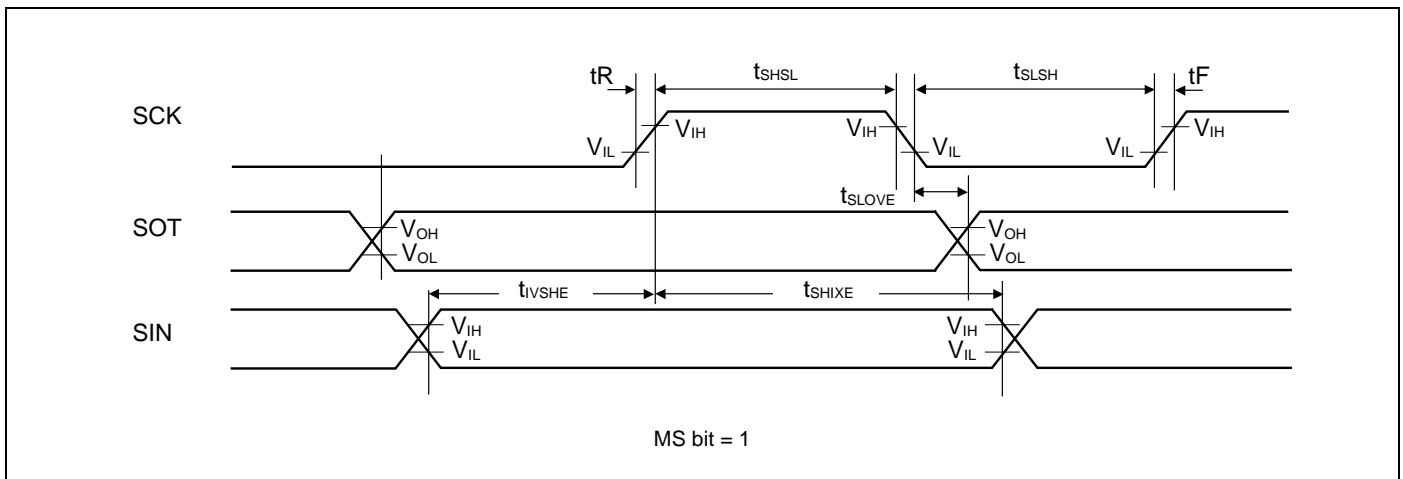 tR tSHSL tSLSH tF
SCK
VIH VIH VIH
VIL VIL VIL
tSLOVE
SOT
VOH VOH
VOL VOL
tIVSHE tSHIXE
SIN
VIH VIH
VIL VIL
MS bit = 1